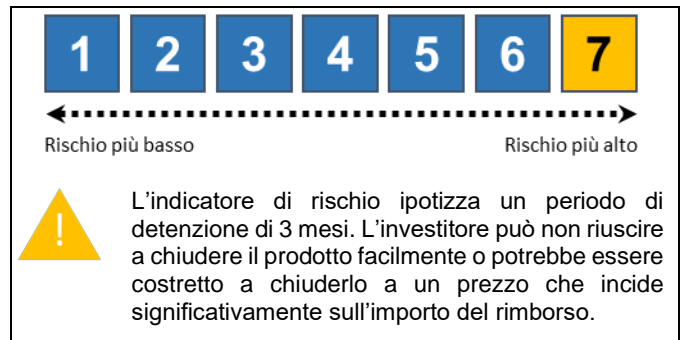 1 2 3 4 5 6 7
Rischio più basso Rischio più alto
! L'indicatore di rischio ipotizza un periodo di
detenzione di 3 mesi. L'investitore può non riuscire
a chiudere il prodotto facilmente o potrebbe essere
costretto a chiuderlo a un prezzo che incide
significativamente sull'importo del rimborso.